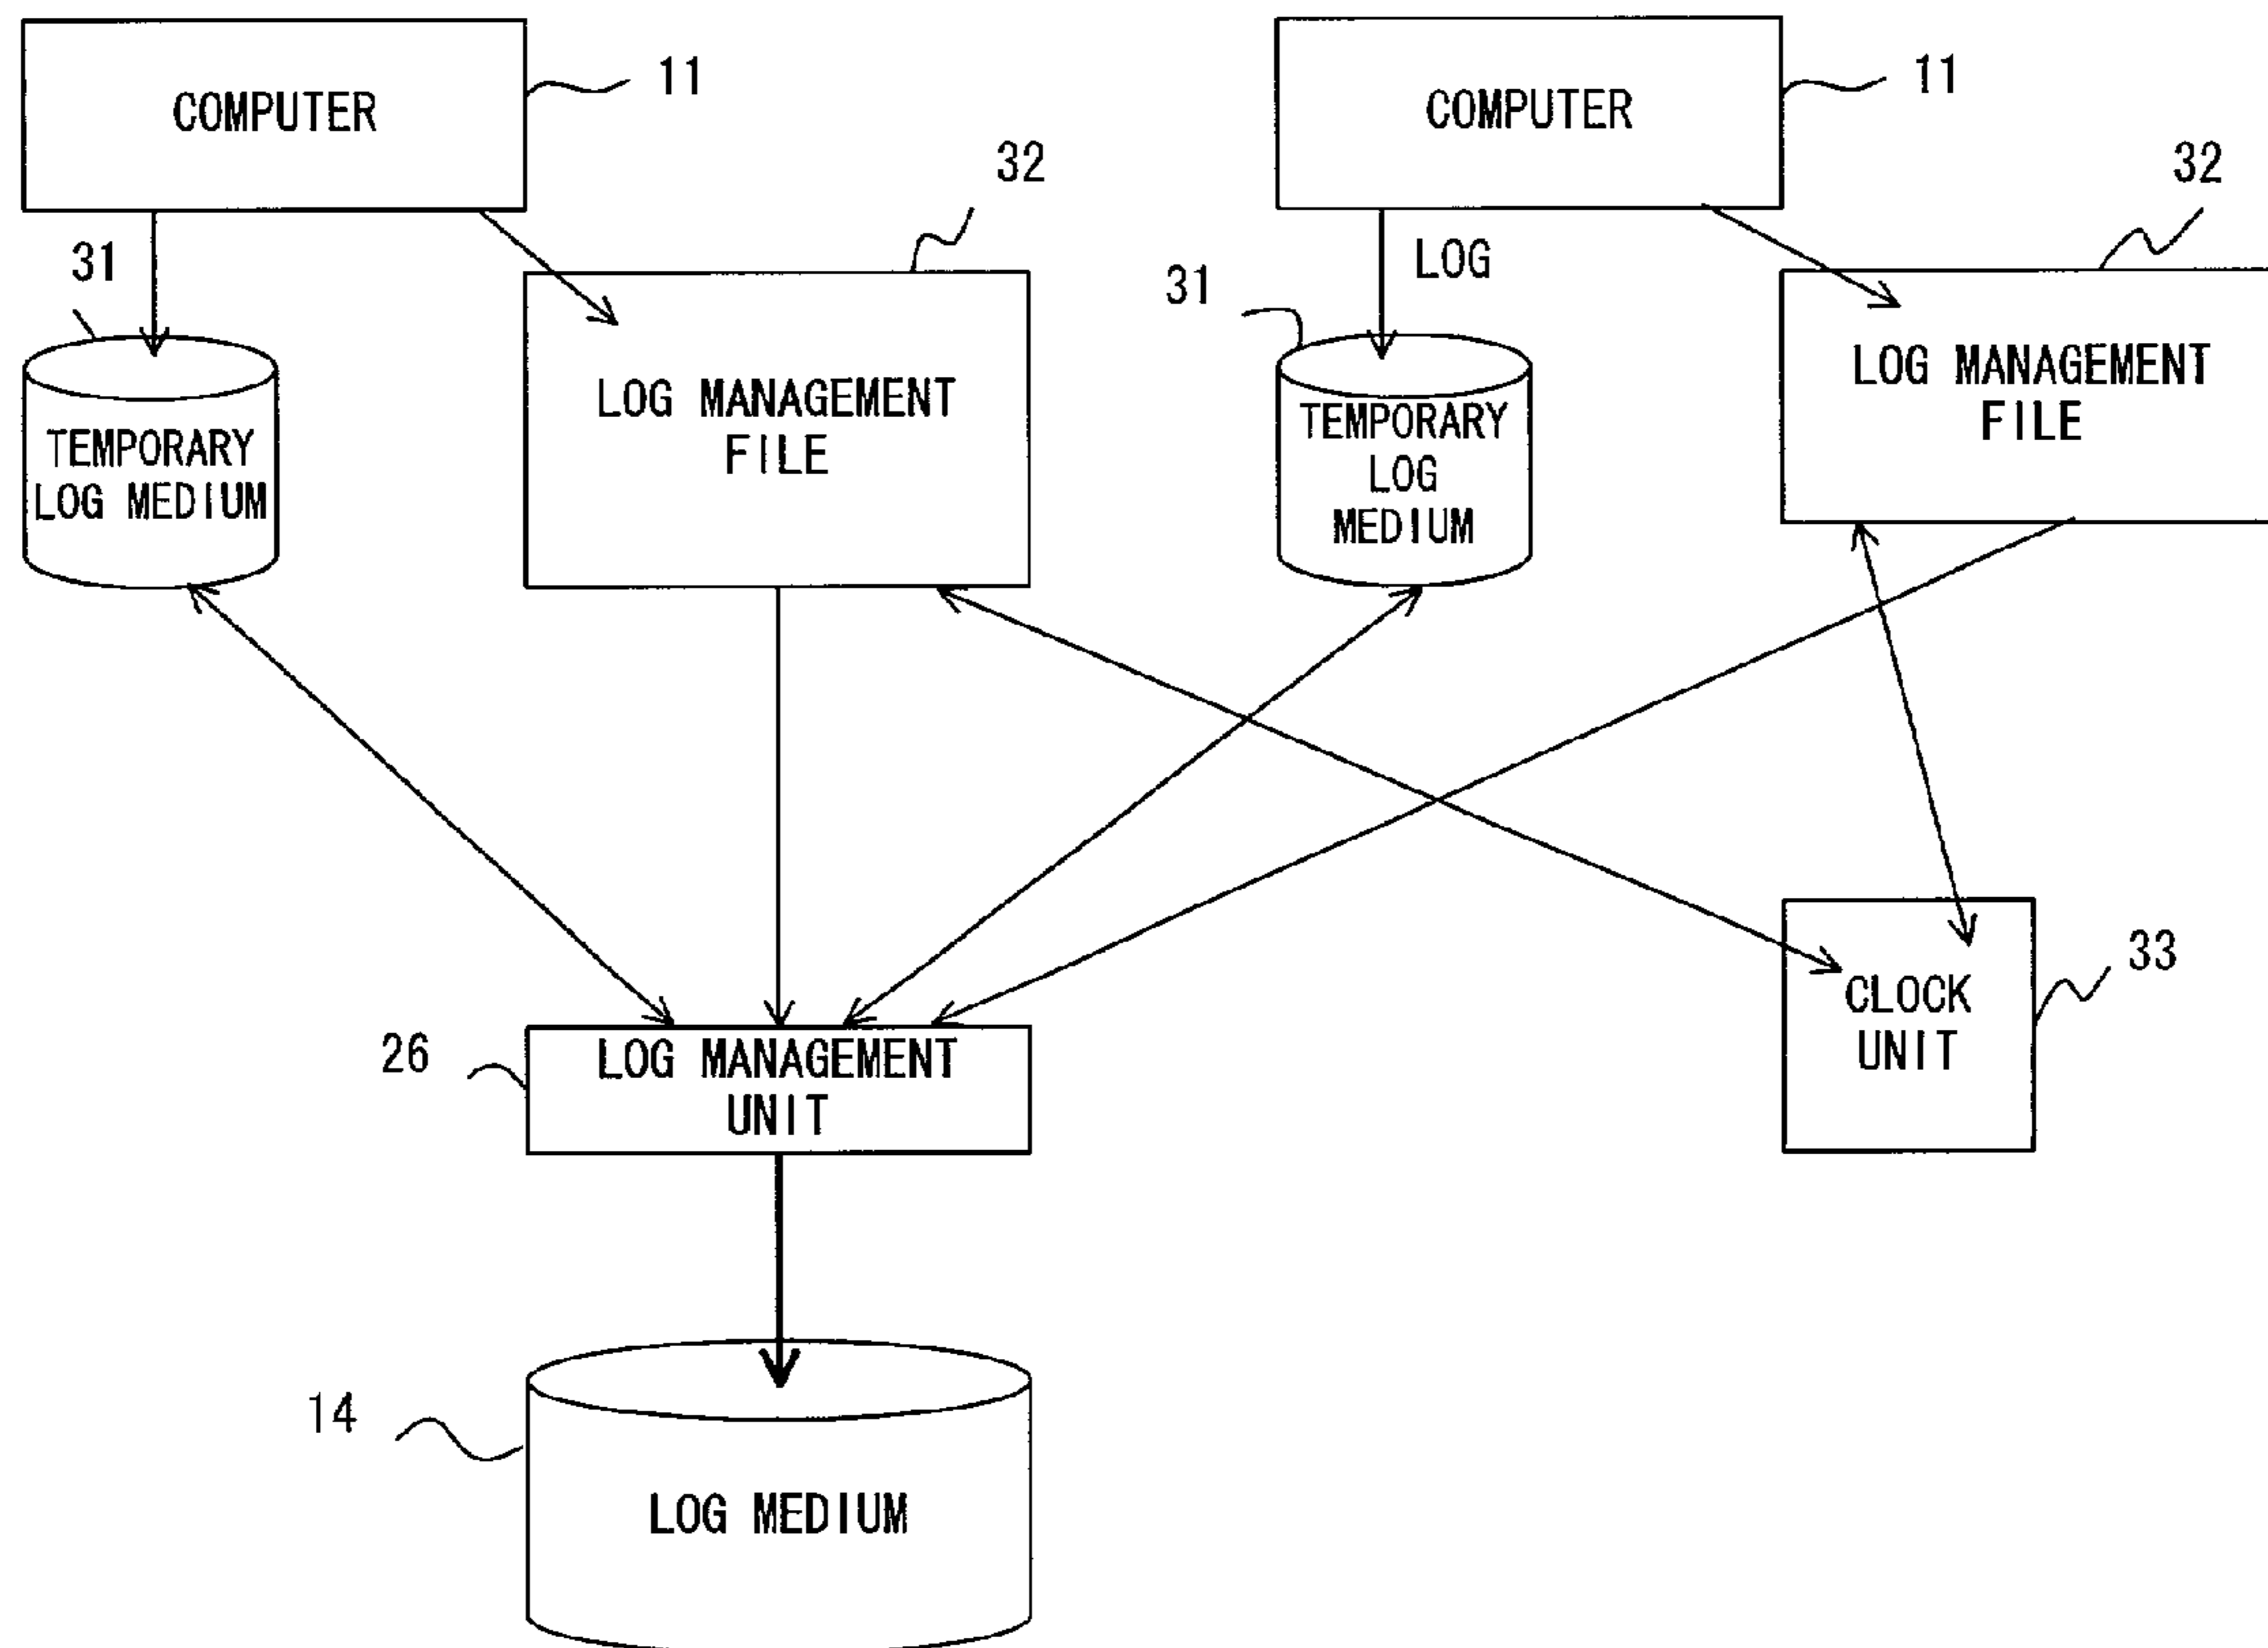 COMPUTER
11
COMPUTER
11
32
32
31
LOG
31
LOG MANAGEMENT
FILE
LOG MANAGEMENT
FILE
TEMPORARY
LOG MEDIUM
TEMPORARY
LOG
MEDIUM
33
CLOCK
UNIT
26
LOG MANAGEMENT
UNIT
14
LOG MEDIUM